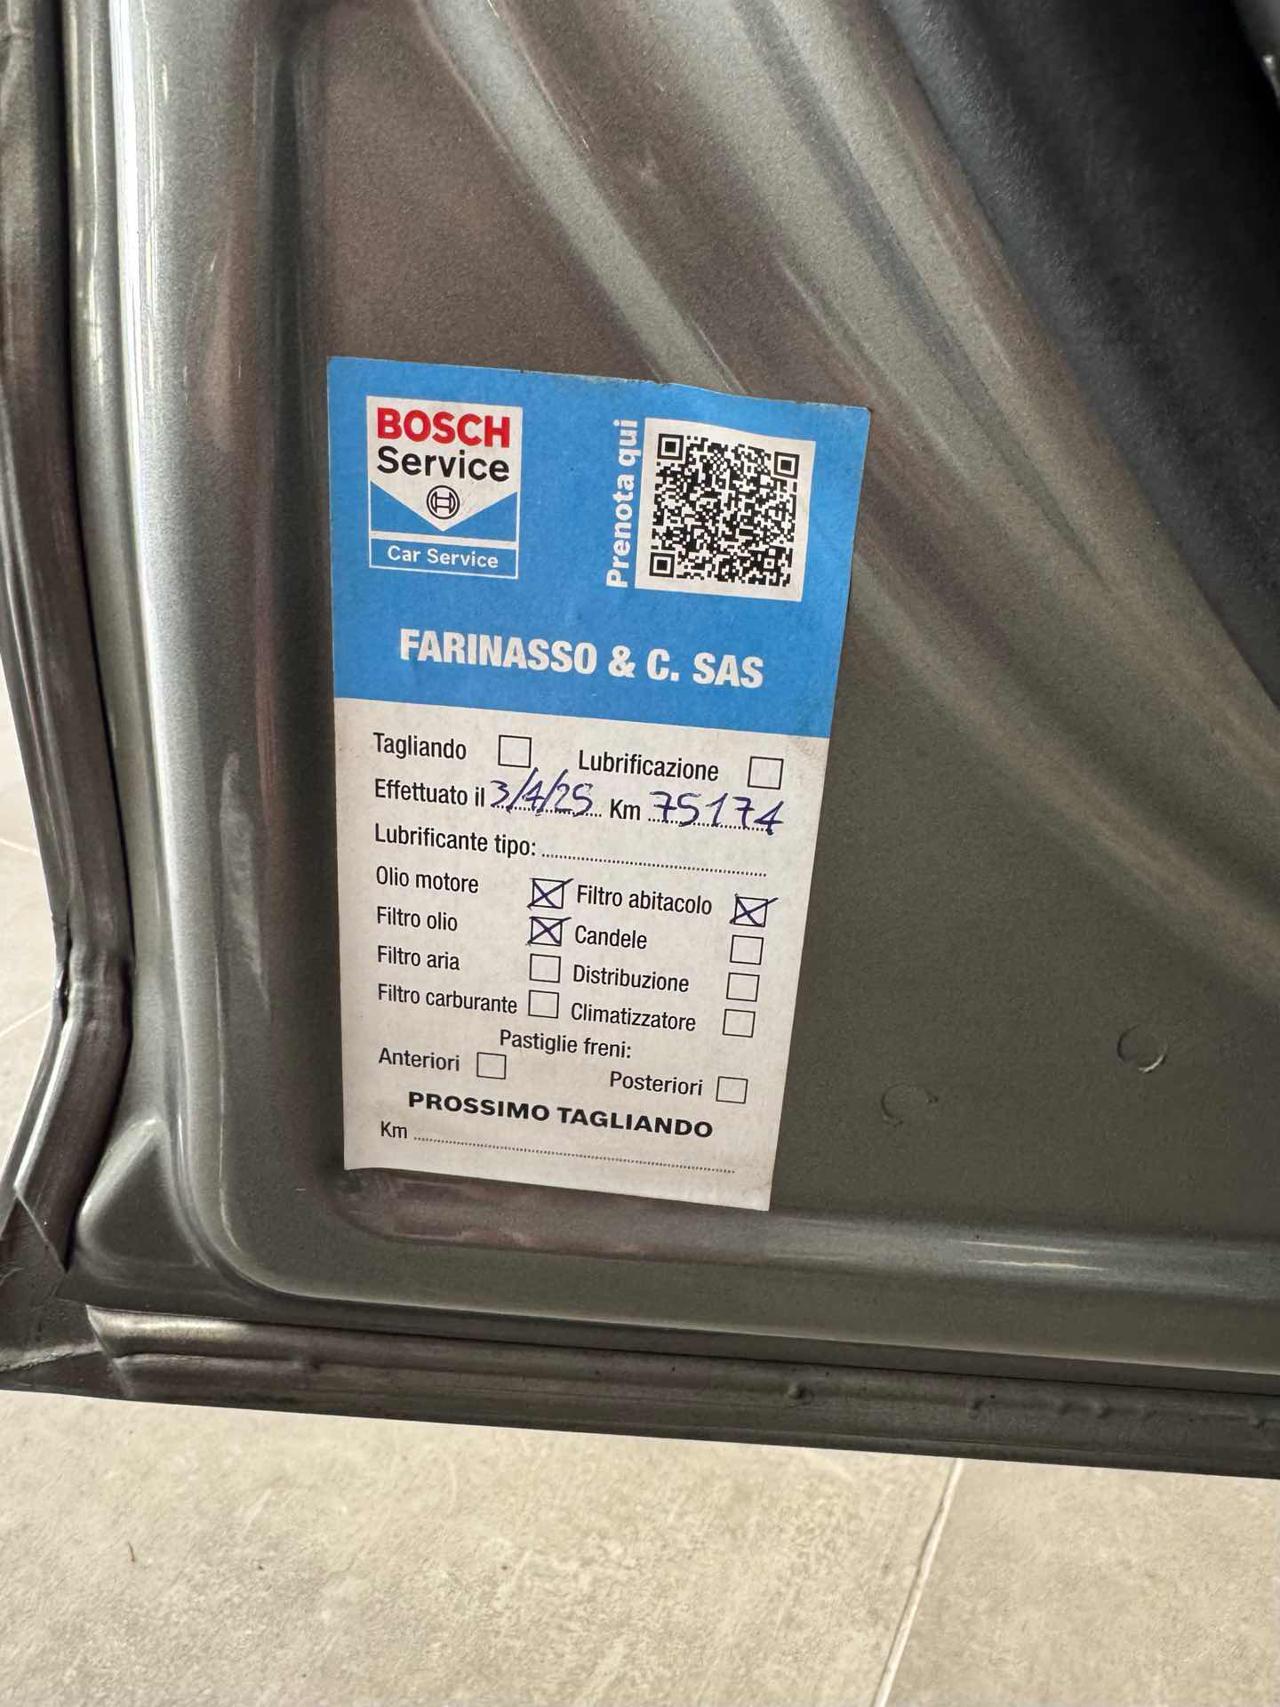 BOSCH
Service
Car Service
Prenota qui
FARINASSO & C. SAS
Tagliando Lubrificazione
Effettuato il 3/4/25 Km 75174
Lubrificante tipo:
Olio motore Filtro abitacolo
Filtro olio Candele
Filtro aria Distribuzione
Filtro carburante Climatizzatore
Pastiglie freni:
Anteriori Posteriori
PROSSIMO TAGLIANDO
Km